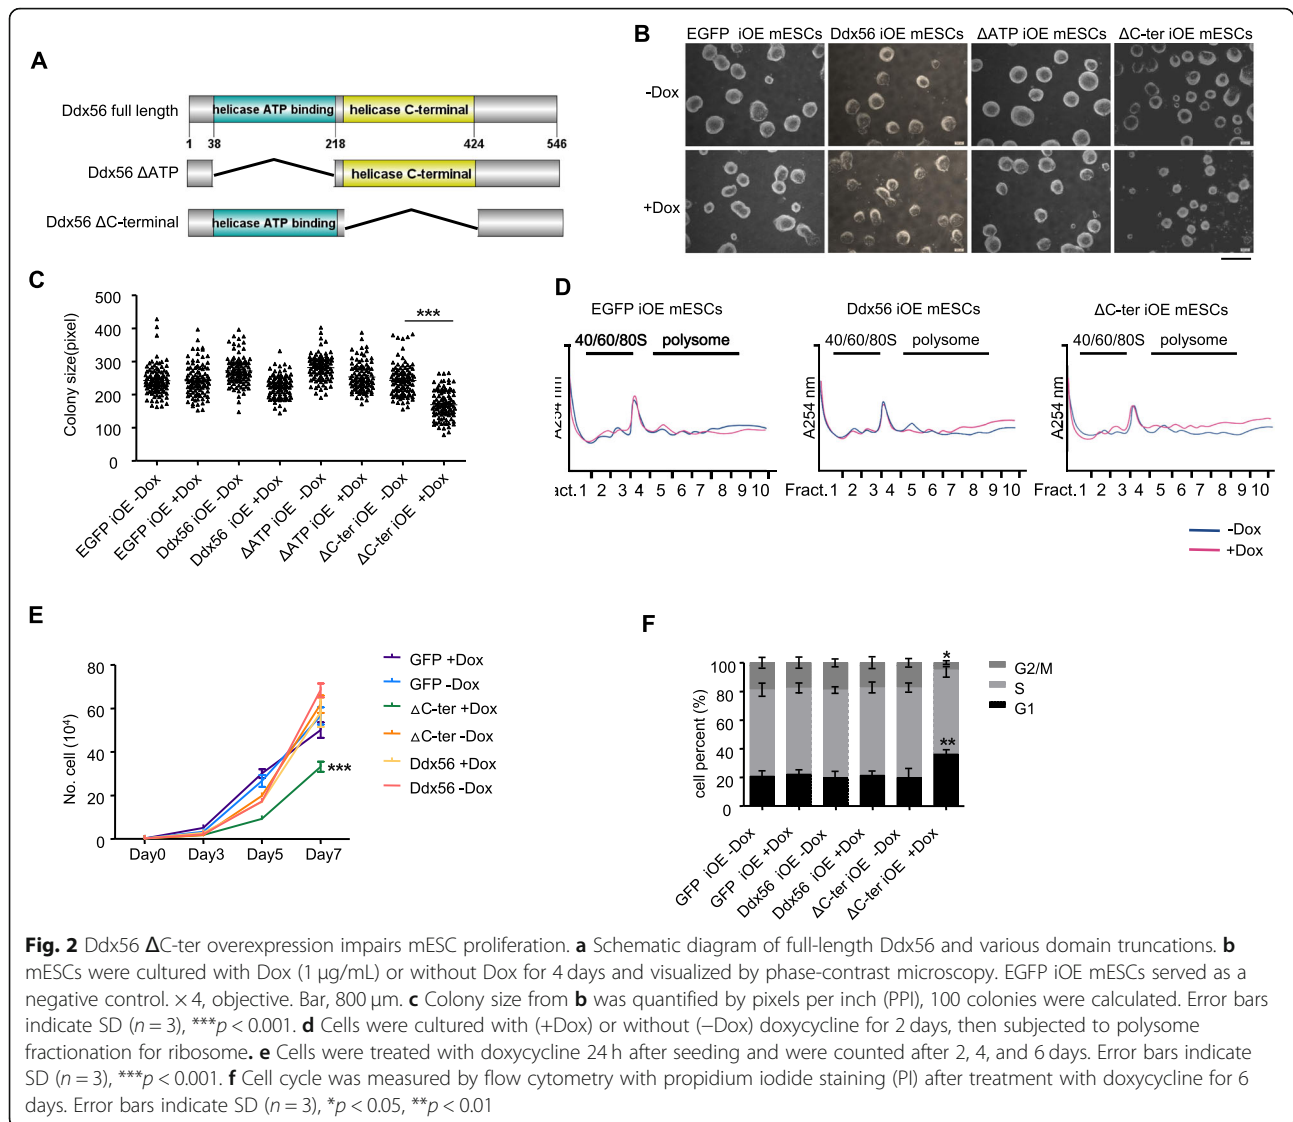 A
Ddx56 full length
helicase ATP binding
helicase C-terminal
1 38 218 424 546
Ddx56 ΔATP
helicase C-terminal
Ddx56 ΔC-terminal
helicase ATP binding
B
EGFP iOE mESCs Ddx56 iOE mESCs ΔATP iOE mESCs ΔC-ter iOE mESCs
-Dox
+Dox
C
Colony size(pixel)
500
400
300
200
100
0
***
EGFP iOE -Dox
EGFP iOE +Dox
Ddx56 iOE -Dox
Ddx56 iOE +Dox
ΔATP iOE -Dox
ΔATP iOE +Dox
ΔC-ter iOE -Dox
ΔC-ter iOE +Dox
D
EGFP iOE mESCs
40/60/80S polysome
A254 nm
Fract. 1 2 3 4 5 6 7 8 9 10
Ddx56 iOE mESCs
40/60/80S polysome
A254 nm
Fract. 1 2 3 4 5 6 7 8 9 10
ΔC-ter iOE mESCs
40/60/80S polysome
A254 nm
Fract. 1 2 3 4 5 6 7 8 9 10
-Dox
+Dox
E
No. cell (10⁴)
80
60
40
20
0
Day0 Day3 Day5 Day7
***
GFP +Dox
GFP -Dox
ΔC-ter +Dox
ΔC-ter -Dox
Ddx56 +Dox
Ddx56 -Dox
F
cell percent (%)
100
80
60
40
20
0
*
**
G2/M
S
G1
GFP iOE -Dox
GFP iOE +Dox
Ddx56 iOE -Dox
Ddx56 iOE +Dox
ΔC-ter iOE -Dox
ΔC-ter iOE +Dox
Fig. 2 Ddx56 ΔC-ter overexpression impairs mESC proliferation. a Schematic diagram of full-length Ddx56 and various domain truncations. b
mESCs were cultured with Dox (1 μg/mL) or without Dox for 4 days and visualized by phase-contrast microscopy. EGFP iOE mESCs served as a
negative control. × 4, objective. Bar, 800 μm. c Colony size from b was quantified by pixels per inch (PPI), 100 colonies were calculated. Error bars
indicate SD (n = 3), ***p < 0.001. d Cells were cultured with (+Dox) or without (−Dox) doxycycline for 2 days, then subjected to polysome
fractionation for ribosome. e Cells were treated with doxycycline 24 h after seeding and were counted after 2, 4, and 6 days. Error bars indicate
SD (n = 3), ***p < 0.001. f Cell cycle was measured by flow cytometry with propidium iodide staining (PI) after treatment with doxycycline for 6
days. Error bars indicate SD (n = 3), *p < 0.05, **p < 0.01